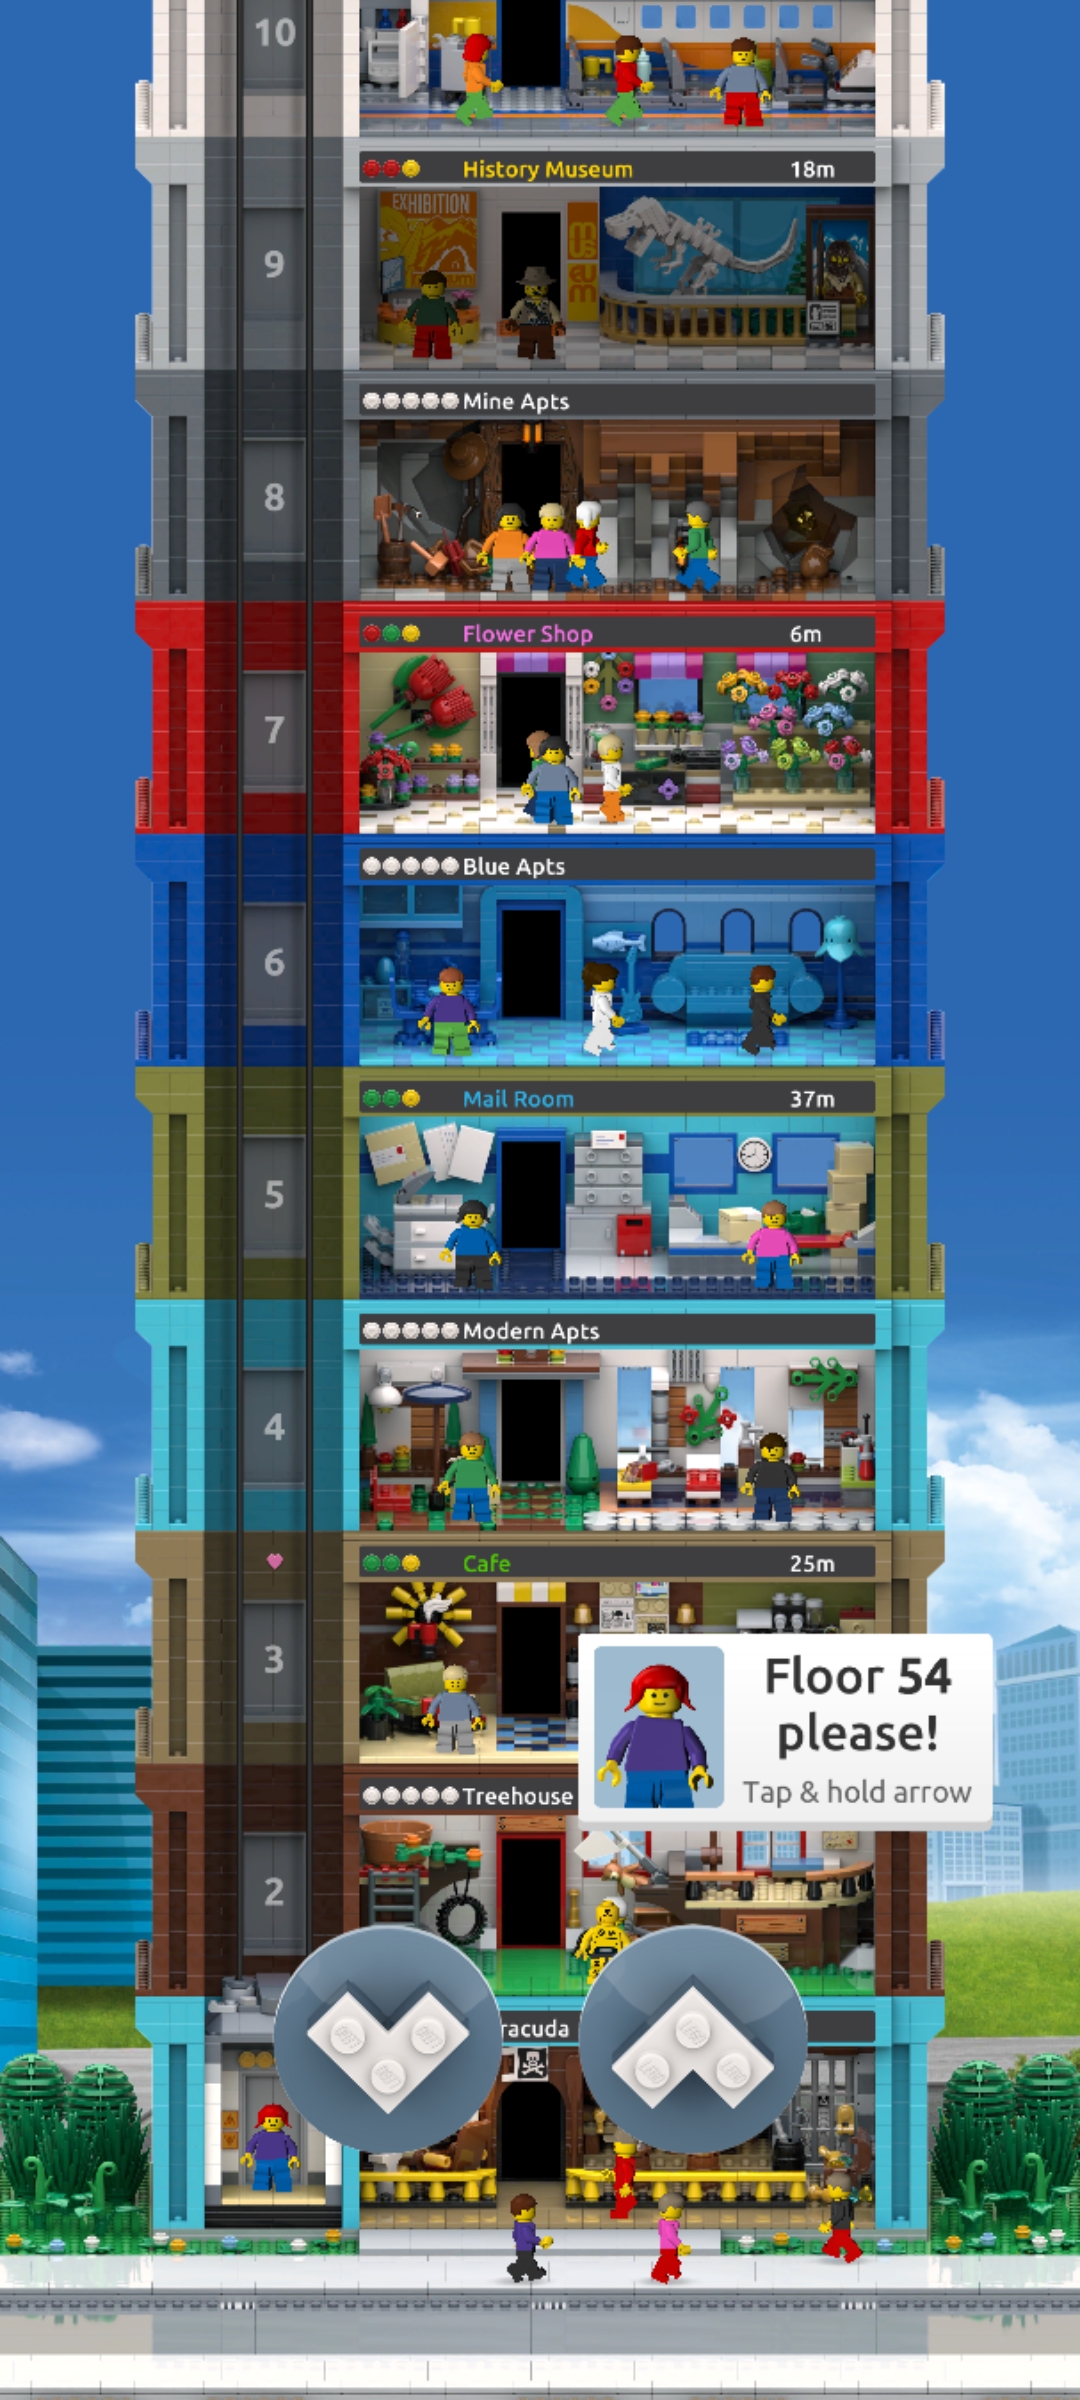 10
History Museum 18m
EXHIBITION
9
Mine Apts
8
Flower Shop 6m
7
Blue Apts
6
Mail Room 37m
5
Modern Apts
4
Cafe 25m
3
Floor 54
please!
Tap & hold arrow
Treehouse
2
racuda